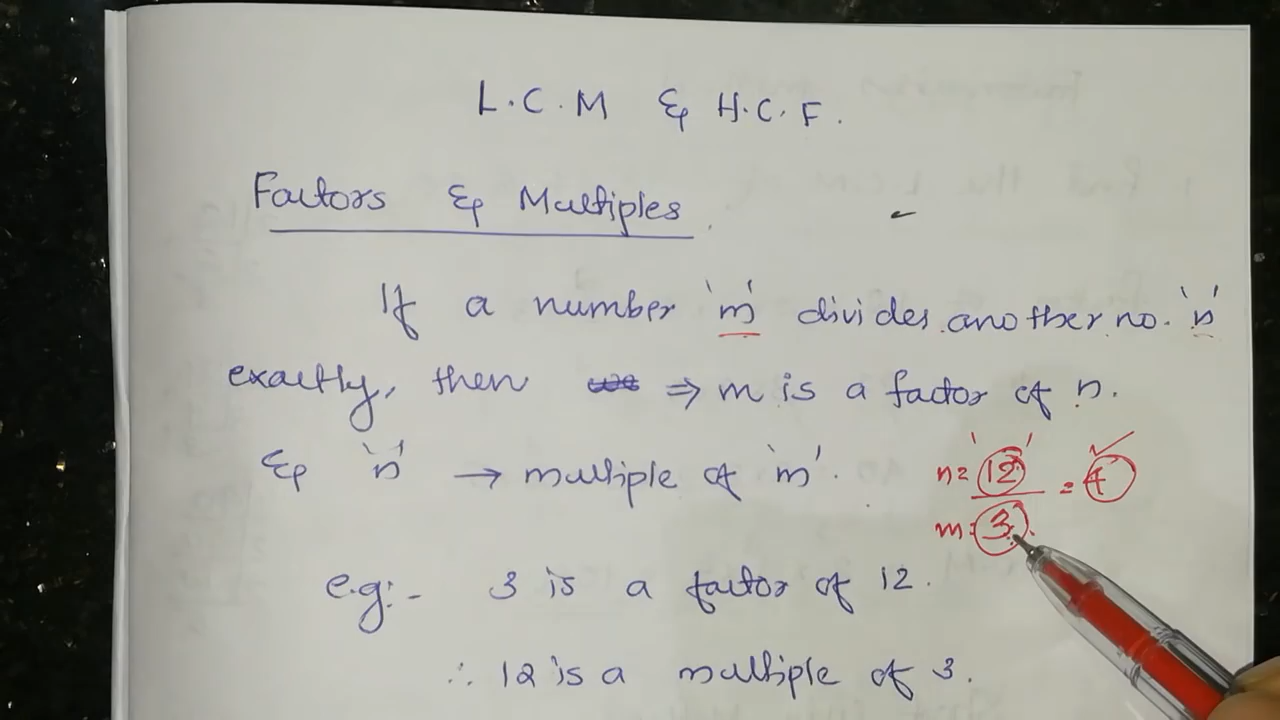 L.C.M & H.C.F.
Factors & Multiples.
If a number 'm' divides another no. 'n'
exactly, then ⇒ m is a factor of n.
& 'n' → multiple of 'm'.
n = '12' = 4 ✓
m = 3
e.g:- 3 is a factor of 12.
∴ 12 is a multiple of 3.